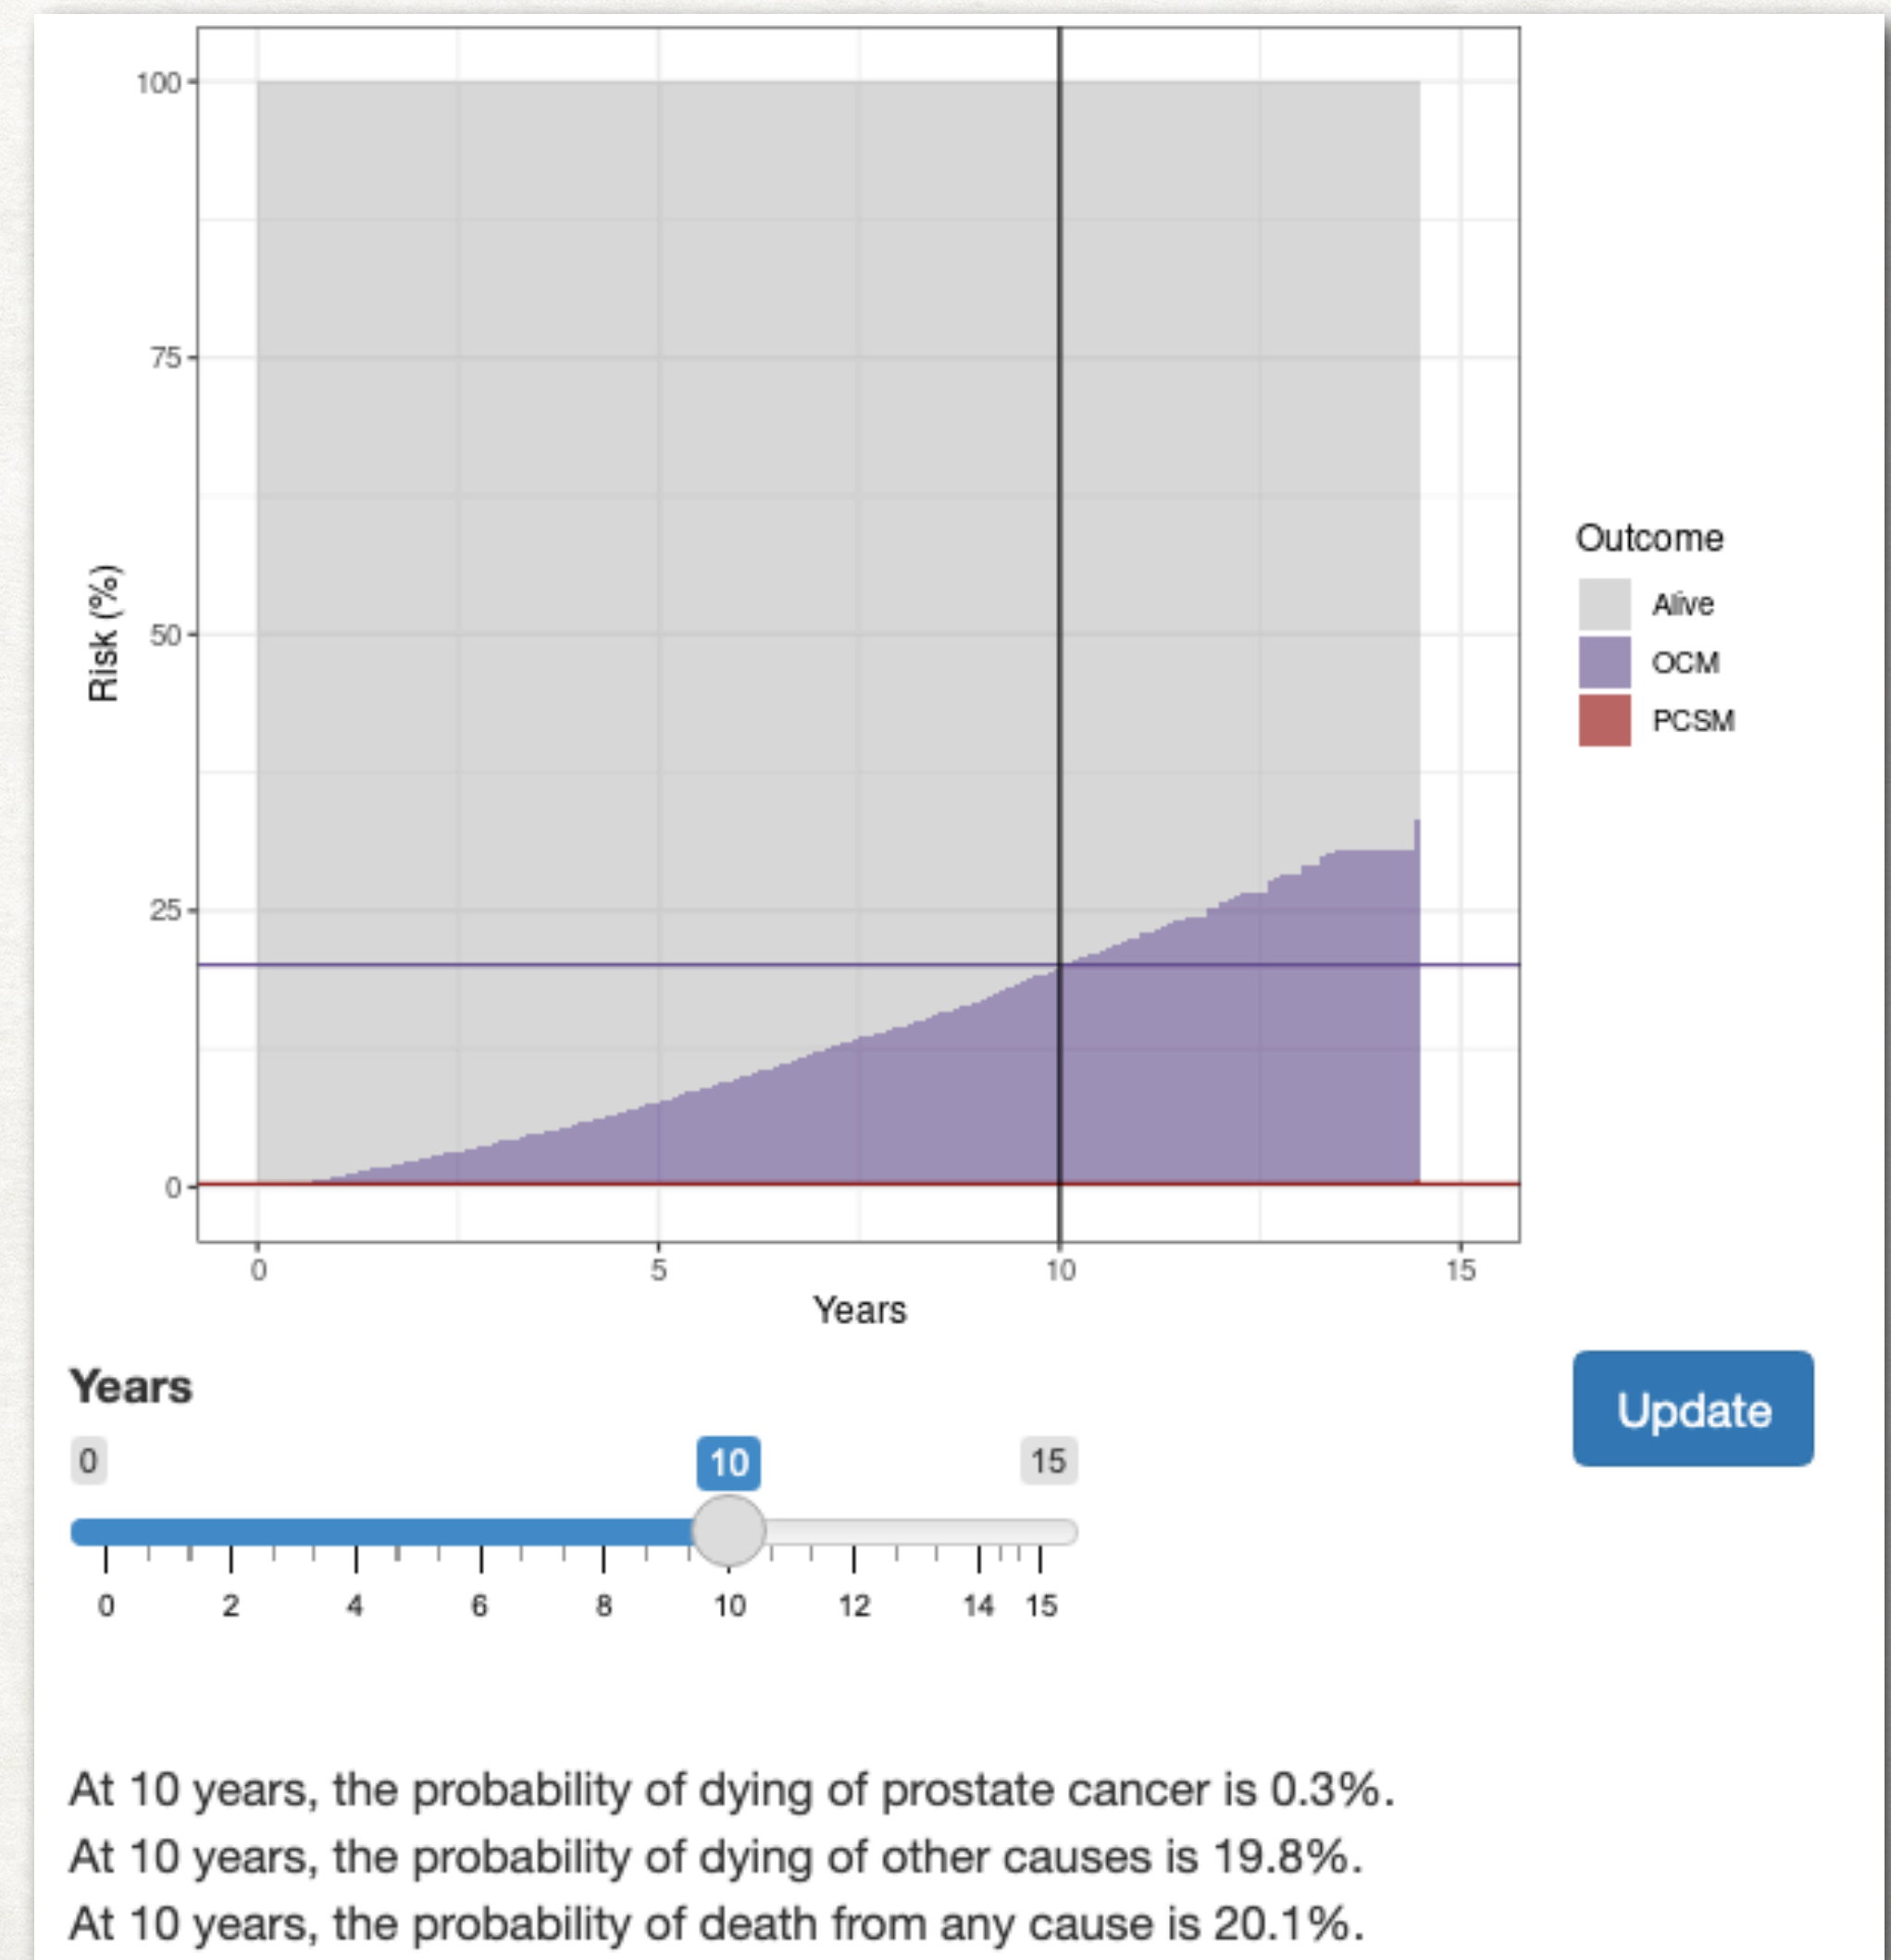 100
75
50
25
0
Risk (%)
0 5 10 15
Years
Outcome
Alive
OCM
PCSM
Years
Update
0 10 15
0 2 4 6 8 10 12 14 15
At 10 years, the probability of dying of prostate cancer is 0.3%.
At 10 years, the probability of dying of other causes is 19.8%.
At 10 years, the probability of death from any cause is 20.1%.